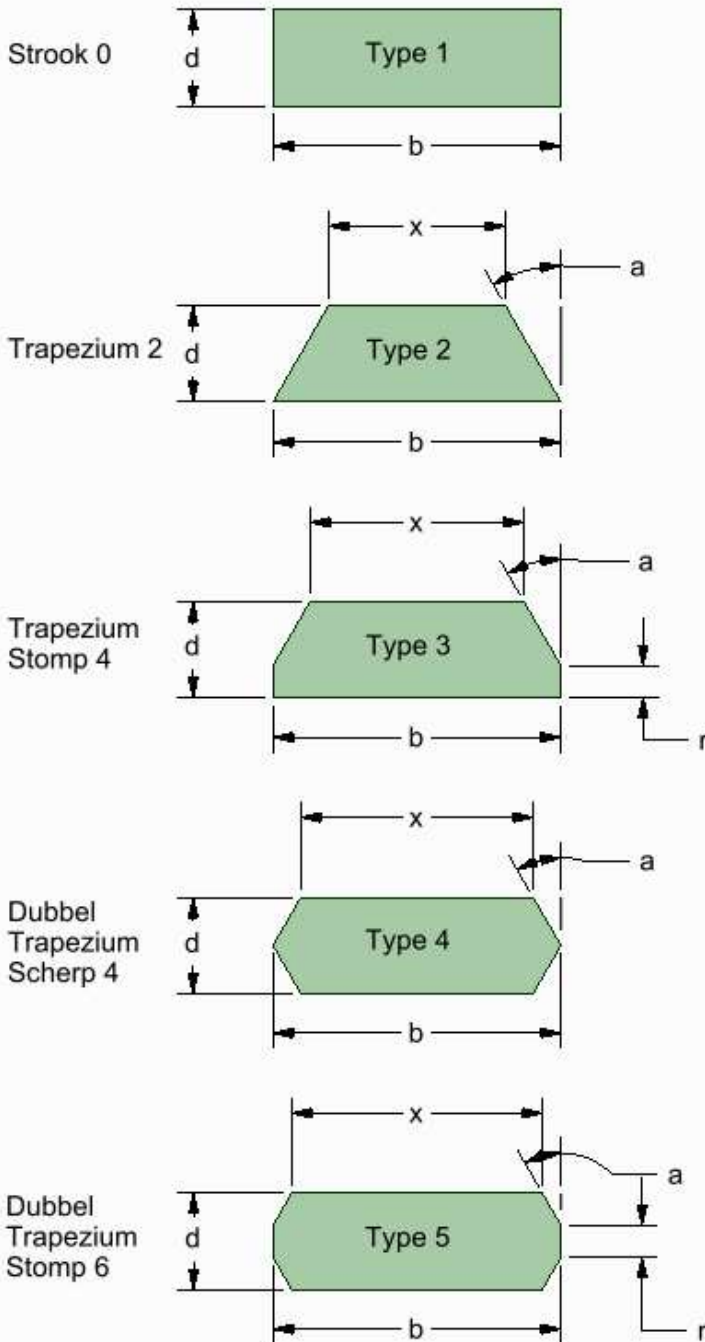 Strook 0
d
Type 1
b
x
a
Trapezium 2
d
Type 2
b
x
a
Trapezium
Stomp 4
d
Type 3
b
r
x
a
Dubbel
Trapezium
Scherp 4
d
Type 4
b
x
a
Dubbel
Trapezium
Stomp 6
d
Type 5
b
r